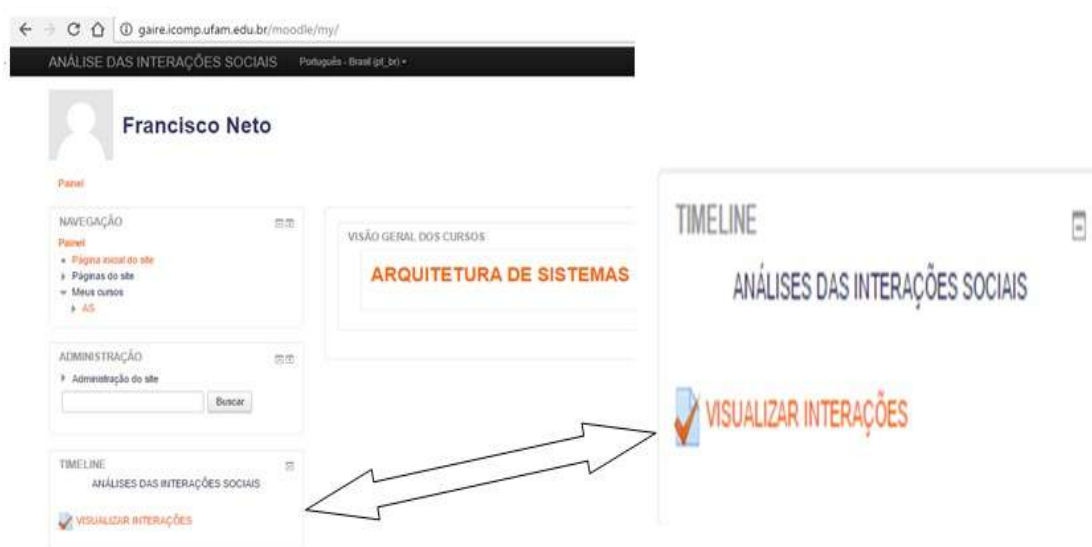 gaire.icomp.ufam.edu.br/moodle/my/
ANÁLISE DAS INTERAÇÕES SOCIAIS Português - Brasil (pt_br)
Francisco Neto
Painel
NAVEGAÇÃO
Painel
Página inicial do site
Páginas do site
Meus cursos
AS
VISÃO GERAL DOS CURSOS
ARQUITETURA DE SISTEMAS
ADMINISTRAÇÃO
Administração do site
Buscar
TIMELINE
ANÁLISES DAS INTERAÇÕES SOCIAIS
VISUALIZAR INTERAÇÕES
TIMELINE
ANÁLISES DAS INTERAÇÕES SOCIAIS
VISUALIZAR INTERAÇÕES